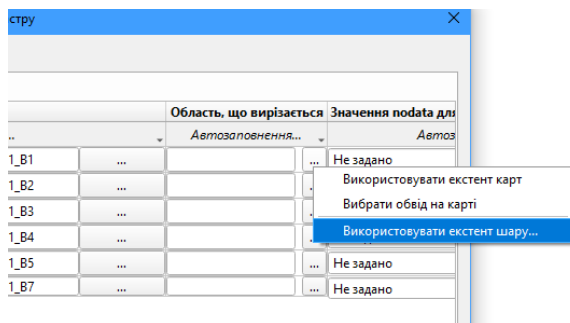 стру
Область, що вирізається Значення nodata для
... Автозаповнення... Автоз
1_B1 ... ... Не задано
Використовувати екстент карт
1_B2 ...
Вибрати обвід на карті
1_B3 ...
1_B4 ...
Використовувати екстент шару...
1_B5 ... ... Не задано
1_B7 ... ... Не задано